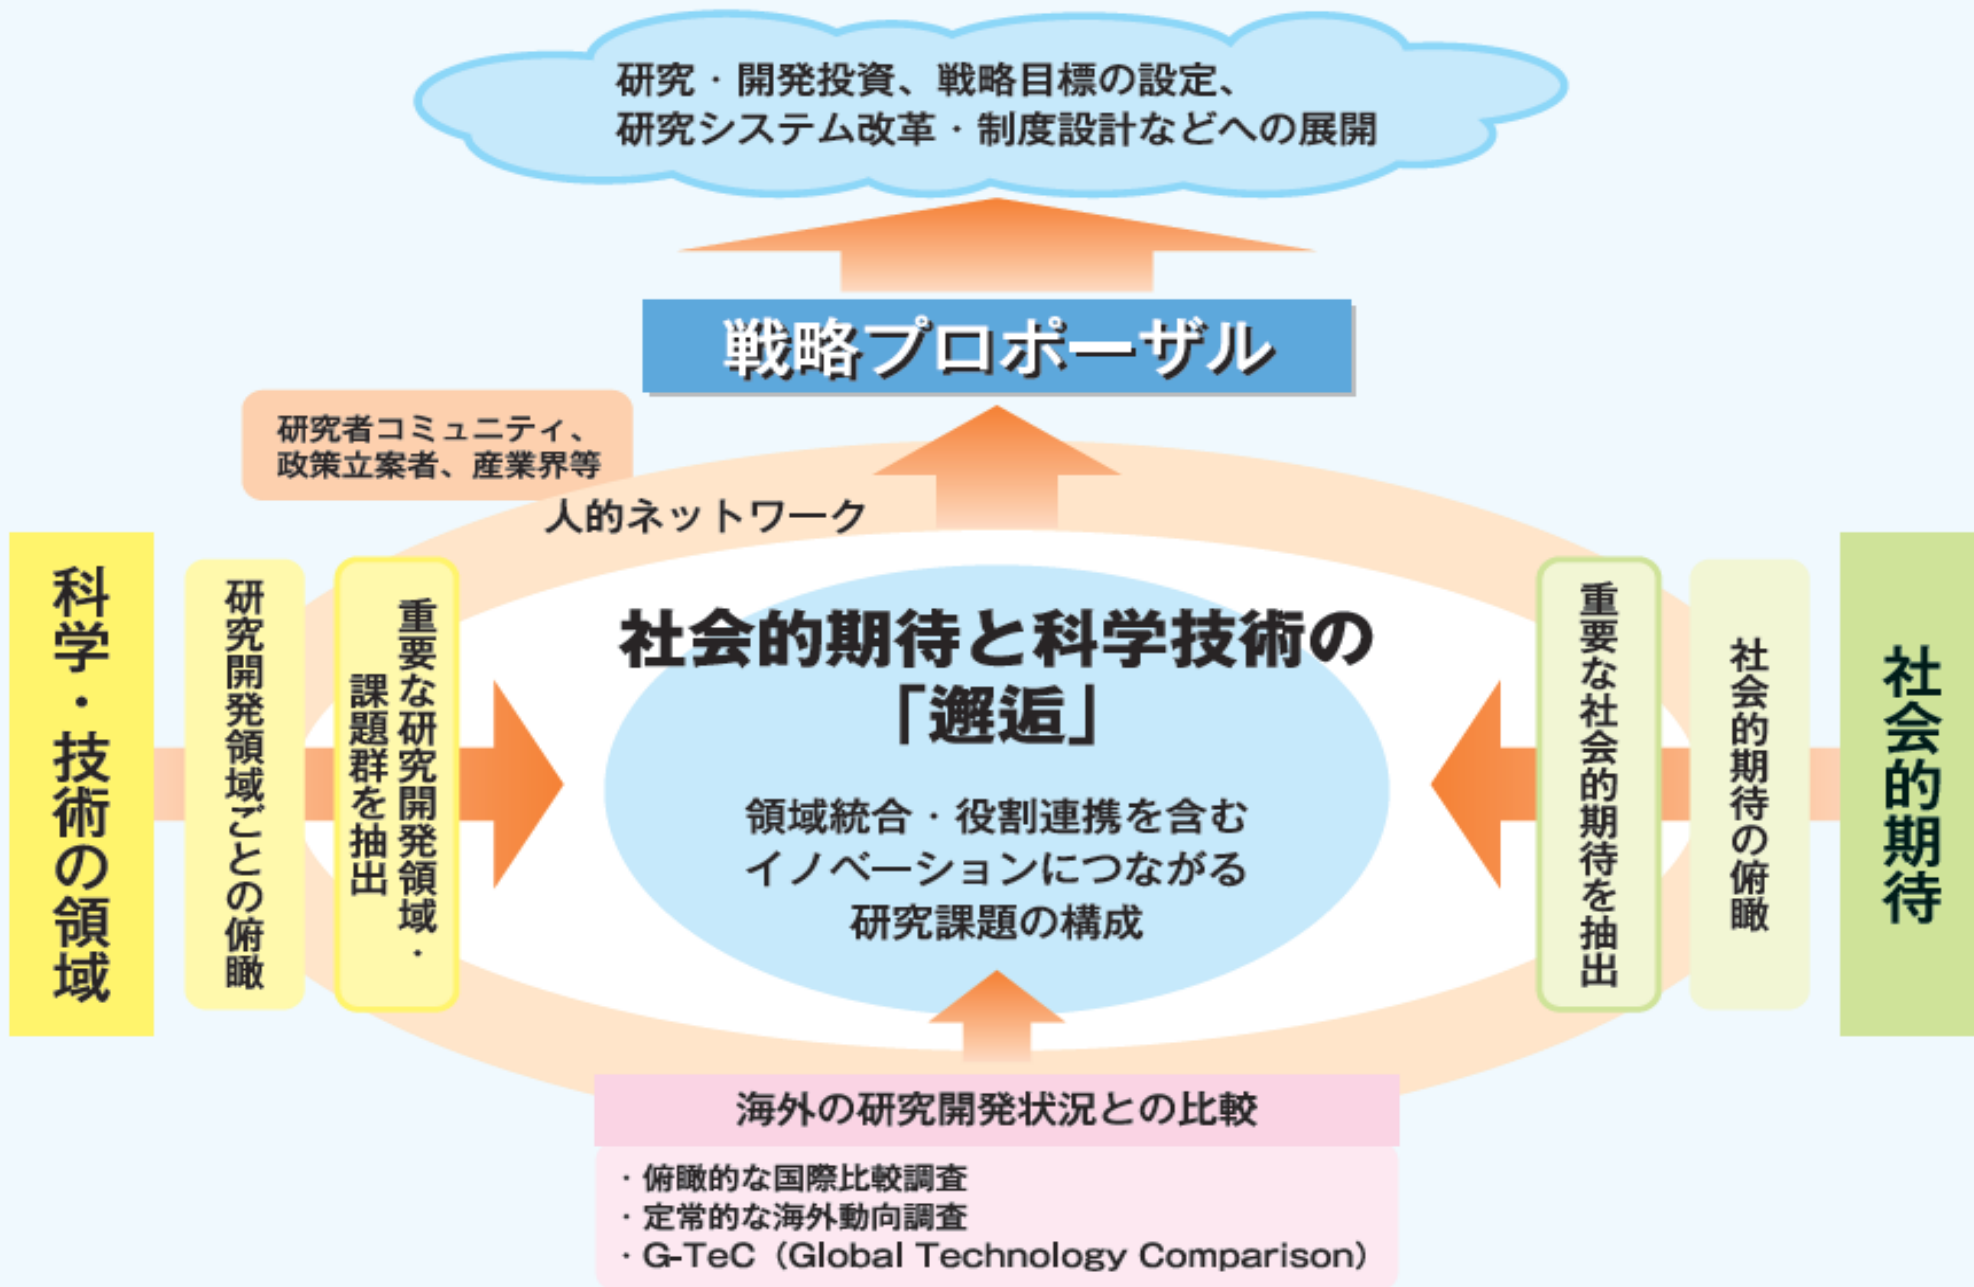 研究・開発投資、戦略目標の設定、
研究システム改革・制度設計などへの展開
戦略プロポーザル
研究者コミュニティ、
政策立案者、産業界等
人的ネットワーク
科学・技術の領域
研究開発領域ごとの俯瞰
重要な研究開発領域・
課題群を抽出
社会的期待と科学技術の
「邂逅」
領域統合・役割連携を含む
イノベーションにつながる
研究課題の構成
重要な社会的期待を抽出
社会的期待の俯瞰
社会的期待
海外の研究開発状況との比較
・俯瞰的な国際比較調査
・定常的な海外動向調査
・G-TeC（Global Technology Comparison）